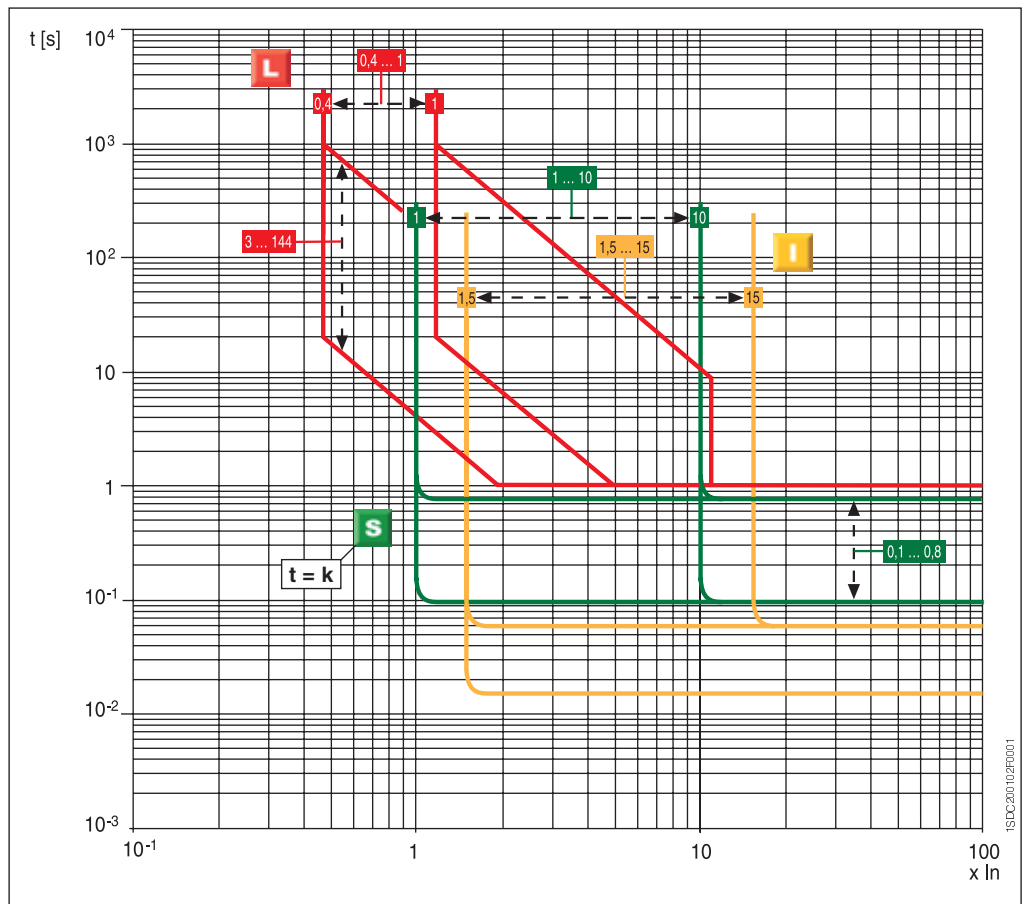 t [s]
10⁴
L
0,4 ... 1
0,4
1
10³
1 ... 10
1
10
3 ... 144
1,5 ... 15
I
10²
1,5
15
10
1
S
0,1 ... 0,8
t = k
10⁻¹
10⁻²
10⁻³
10⁻¹
1
10
100
x In
1SDC200102F0001